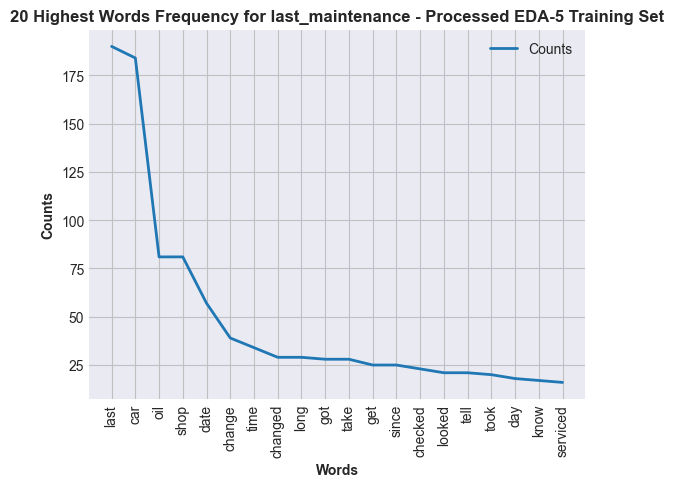 20 Highest Words Frequency for last_maintenance - Processed EDA-5 Training Set
Counts
175
150
125
100
75
50
25
Counts
last
car
oil
shop
date
change
time
changed
long
got
take
get
since
checked
looked
tell
took
day
know
serviced
Words